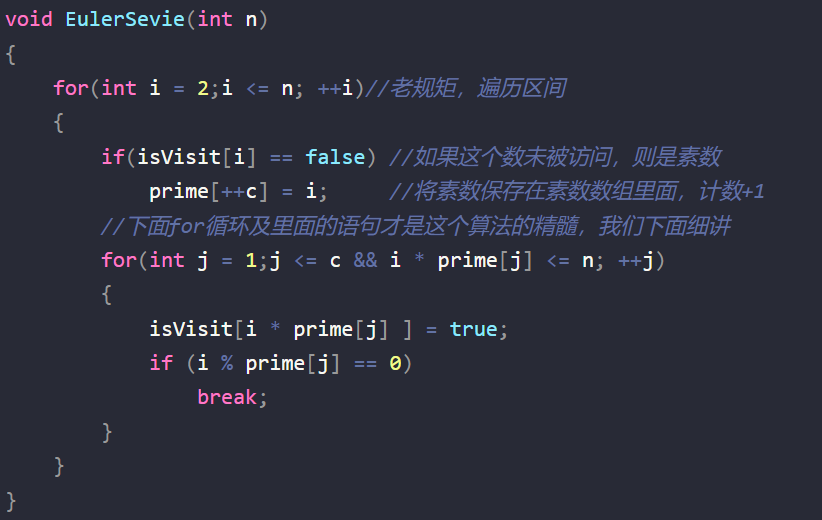 void EulerSevie(int n)
{
    for(int i = 2;i <= n; ++i)//老规矩，遍历区间
    {
        if(isVisit[i] == false) //如果这个数未被访问，则是素数
            prime[++c] = i;     //将素数保存在素数数组里面，计数+1
        //下面for循环及里面的语句才是这个算法的精髓，我们下面细讲
        for(int j = 1;j <= c && i * prime[j] <= n; ++j)
        {
            isVisit[i * prime[j] ] = true;
            if (i % prime[j] == 0)
                break;
        }
    }
}